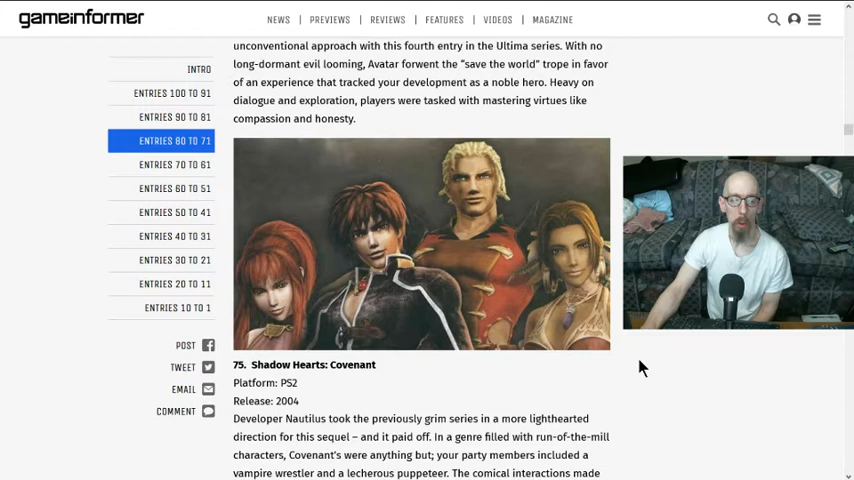 gameinformer
NEWS | PREVIEWS | REVIEWS | FEATURES | VIDEOS | MAGAZINE
INTRO
ENTRIES 100 TO 91
ENTRIES 90 TO 81
ENTRIES 80 TO 71
ENTRIES 70 TO 61
ENTRIES 60 TO 51
ENTRIES 50 TO 41
ENTRIES 40 TO 31
ENTRIES 30 TO 21
ENTRIES 20 TO 11
ENTRIES 10 TO 1
POST
TWEET
EMAIL
COMMENT
unconventional approach with this fourth entry in the Ultima series. With no
long-dormant evil looming, Avatar forwent the “save the world” trope in favor
of an experience that tracked your development as a noble hero. Heavy on
dialogue and exploration, players were tasked with mastering virtues like
compassion and honesty.
75. Shadow Hearts: Covenant
Platform: PS2
Release: 2004
Developer Nautilus took the previously grim series in a more lighthearted
direction for this sequel – and it paid off. In a genre filled with run-of-the-mill
characters, Covenant's were anything but; your party members included a
vampire wrestler and a lecherous puppeteer. The comical interactions made